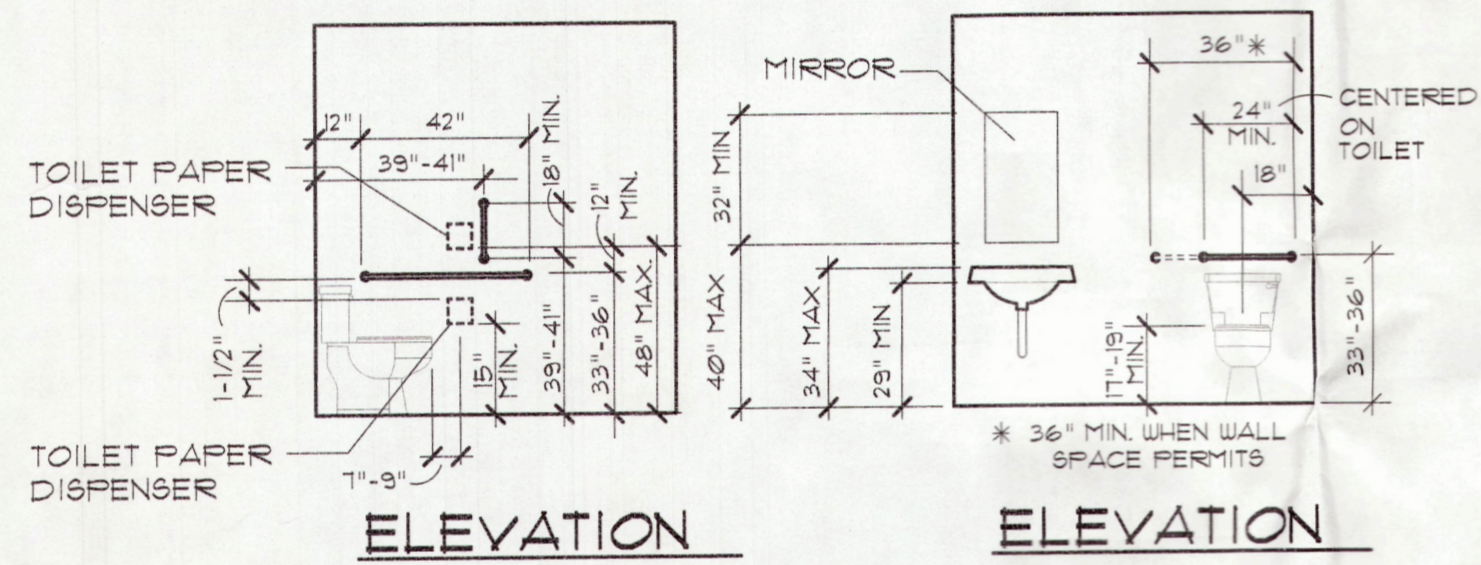 12"
42"
39"-41"
18" MIN.
12" MIN.
TOILET PAPER
DISPENSER
1-1/2"
MIN.
15"
MIN.
39"-41"
33"-36"
48" MAX.
TOILET PAPER
DISPENSER
7"-9"
ELEVATION
MIRROR
36"*
24"
MIN.
CENTERED
ON
TOILET
18"
32" MIN
40" MAX
34" MAX
29" MIN
17"-19"
MIN.
33"-36"
* 36" MIN. WHEN WALL
SPACE PERMITS
ELEVATION